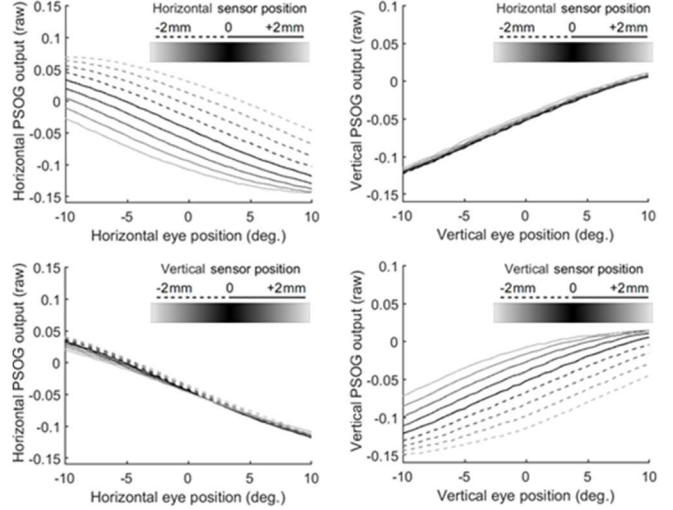 0.15
0.1
0.05
0
-0.05
-0.1
-0.15
-10 -5 0 5 10
Horizontal PSOG output (raw)
Horizontal eye position (deg.)
Horizontal sensor position
-2mm 0 +2mm
0.1
0.05
0
-0.05
-0.1
-0.15
-10 -5 0 5 10
Vertical PSOG output (raw)
Vertical eye position (deg.)
Horizontal sensor position
-2mm 0 +2mm
0.15
0.1
0.05
0
-0.05
-0.1
-0.15
-10 -5 0 5 10
Horizontal PSOG output (raw)
Horizontal eye position (deg.)
Vertical sensor position
-2mm 0 +2mm
0.1
0.05
0
-0.05
-0.1
-0.15
-10 -5 0 5 10
Vertical PSOG output (raw)
Vertical eye position (deg.)
Vertical sensor position
-2mm 0 +2mm